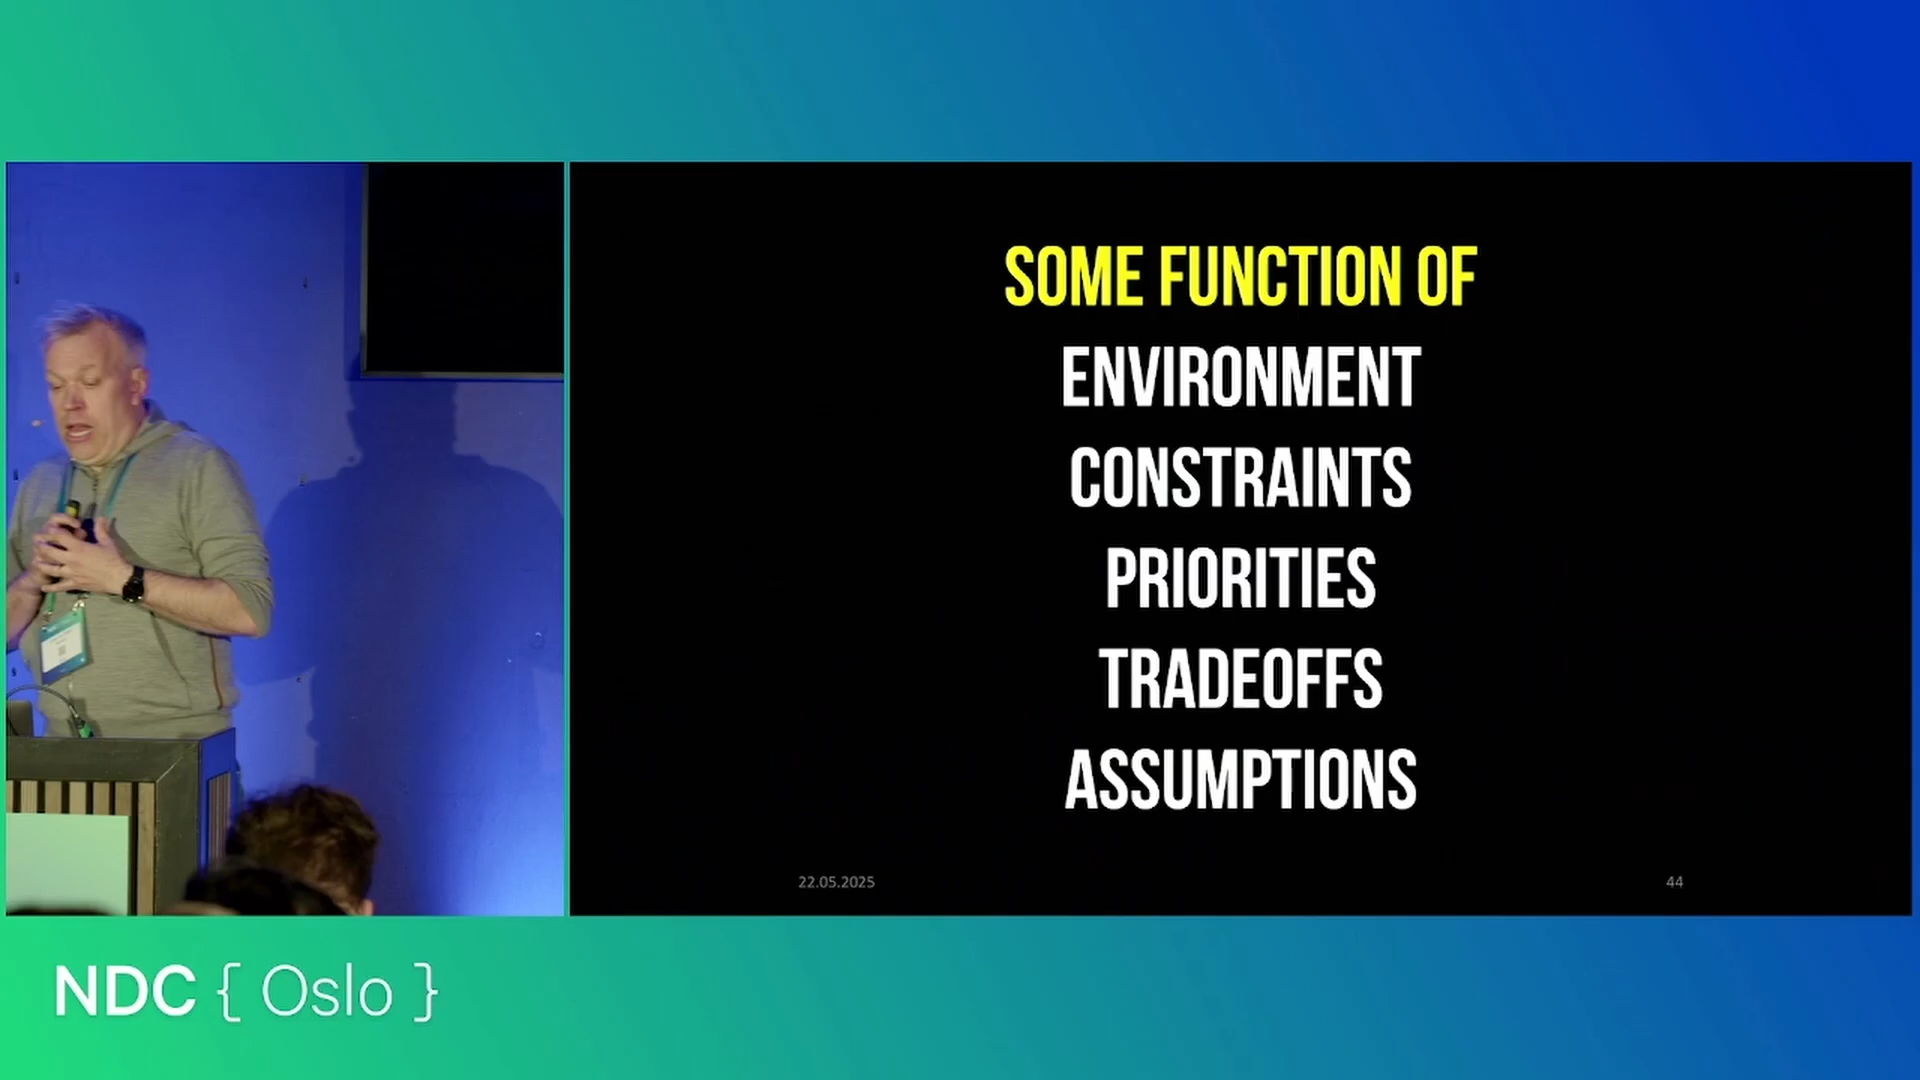 SOME FUNCTION OF
ENVIRONMENT
CONSTRAINTS
PRIORITIES
TRADEOFFS
ASSUMPTIONS
22.05.2025
44
NDC { Oslo }